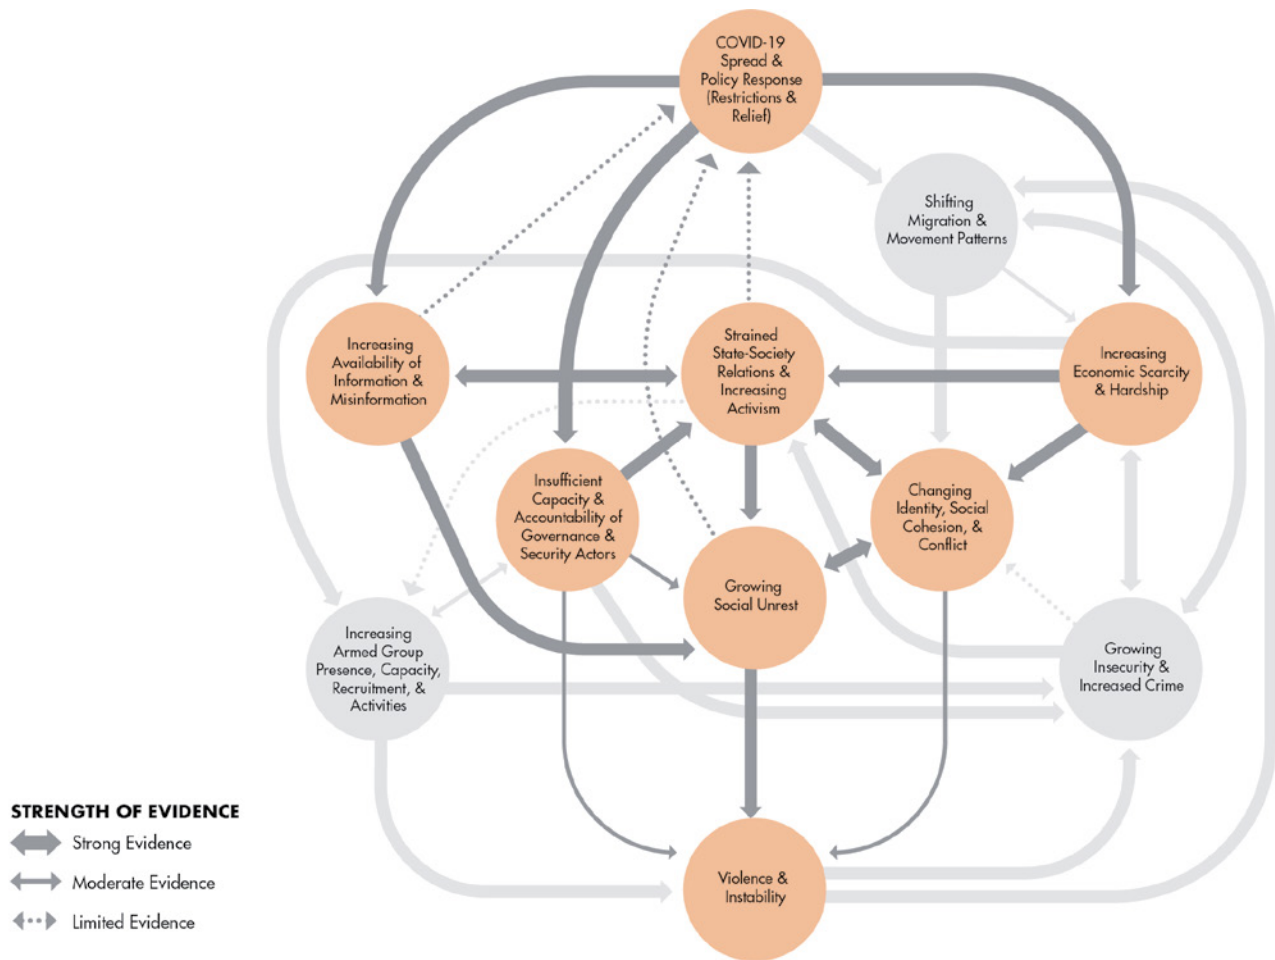 COVID-19
Spread &
Policy Response
(Restrictions &
Relief)
Shifting
Migration &
Movement Patterns
Increasing
Availability of
Information &
Misinformation
Strained
State-Society
Relations &
Increasing
Activism
Increasing
Economic Scarcity
& Hardship
Insufficient
Capacity &
Accountability of
Governance &
Security Actors
Changing
Identity, Social
Cohesion, &
Conflict
Growing
Social Unrest
Increasing
Armed Group
Presence, Capacity,
Recruitment, &
Activities
Growing
Insecurity &
Increased Crime
Violence &
Instability
STRENGTH OF EVIDENCE
Strong Evidence
Moderate Evidence
Limited Evidence